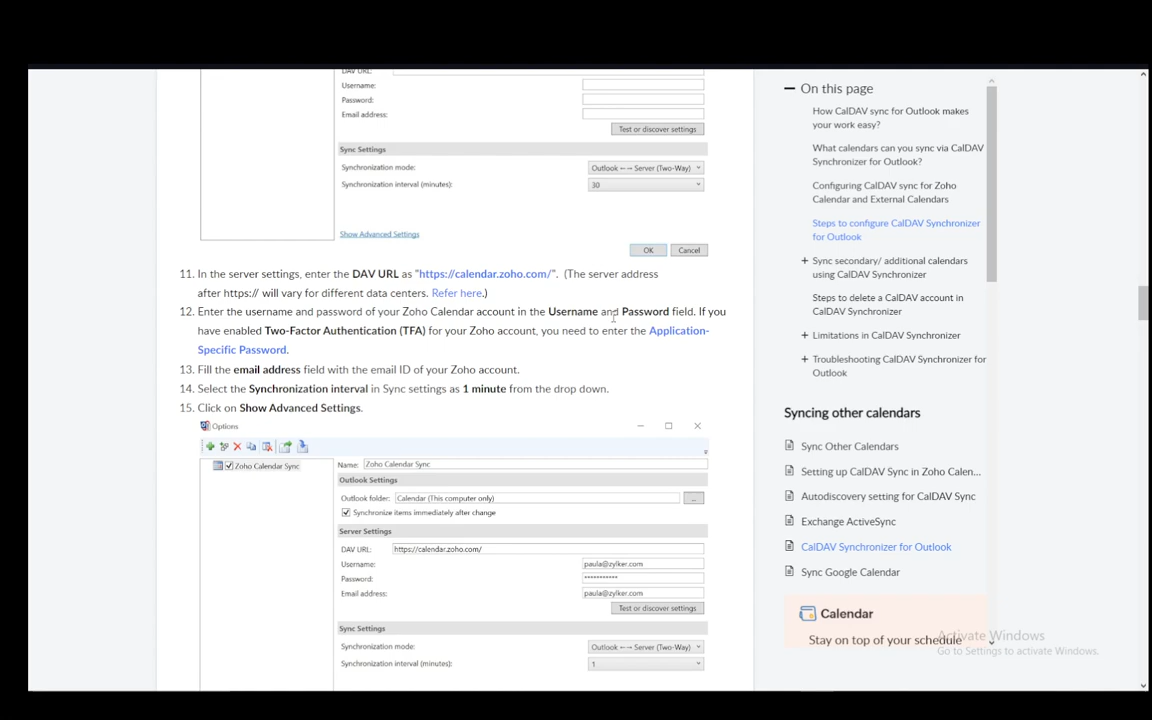 DAV URL:
Username:
Password:
Email address:
Test or discover settings
Sync Settings
Synchronization mode:
Outlook ←→ Server (Two-Way)
Synchronization interval (minutes):
30
Show Advanced Settings
OK
Cancel
11. In the server settings, enter the DAV URL as "https://calendar.zoho.com/". (The server address
after https:// will vary for different data centers. Refer here.)
12. Enter the username and password of your Zoho Calendar account in the Username and Password field. If you
have enabled Two-Factor Authentication (TFA) for your Zoho account, you need to enter the Application-
Specific Password.
13. Fill the email address field with the email ID of your Zoho account.
14. Select the Synchronization interval in Sync settings as 1 minute from the drop down.
15. Click on Show Advanced Settings.
Options
Zoho Calendar Sync
Name: Zoho Calendar Sync
Outlook Settings
Outlook folder: Calendar (This computer only)
...
Synchronize items immediately after change
Server Settings
DAV URL: https://calendar.zoho.com/
Username: paula@zylker.com
Password: ***********
Email address: paula@zylker.com
Test or discover settings
Sync Settings
Synchronization mode: Outlook ←→ Server (Two-Way)
Synchronization interval (minutes): 1
On this page
How CalDAV sync for Outlook makes
your work easy?
What calendars can you sync via CalDAV
Synchronizer for Outlook?
Configuring CalDAV sync for Zoho
Calendar and External Calendars
Steps to configure CalDAV Synchronizer
for Outlook
+ Sync secondary/ additional calendars
using CalDAV Synchronizer
Steps to delete a CalDAV account in
CalDAV Synchronizer
+ Limitations in CalDAV Synchronizer
+ Troubleshooting CalDAV Synchronizer for
Outlook
Syncing other calendars
Sync Other Calendars
Setting up CalDAV Sync in Zoho Calen...
Autodiscovery setting for CalDAV Sync
Exchange ActiveSync
CalDAV Synchronizer for Outlook
Sync Google Calendar
Calendar
Stay on top of your schedule
Activate Windows
Go to Settings to activate Windows.